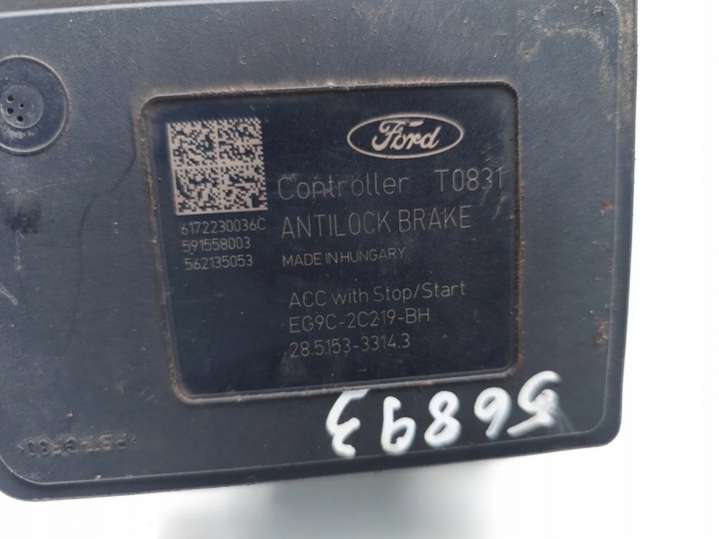 Ford
Controller T0831
ANTILOCK BRAKE
MADE IN HUNGARY
6172230036C
591558003
562135053
ACC with Stop/Start
EG9C-2C219-BH
28.5153-3314.3
56893